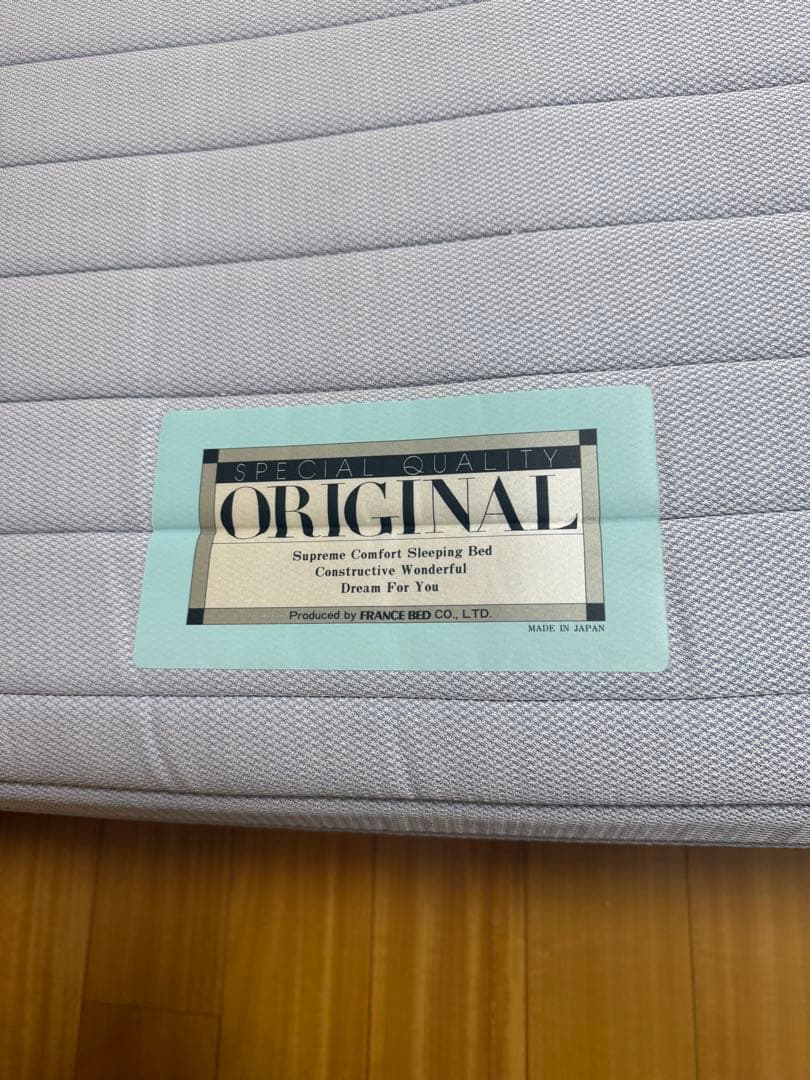 SPECIAL QUALITY
ORIGINAL
Supreme Comfort Sleeping Bed
Constructive Wonderful
Dream For You
Produced by FRANCE BED CO., LTD.
MADE IN JAPAN